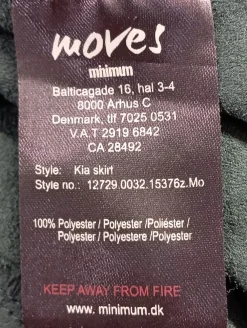 moves
minimum
Balticagade 16, hal 3-4
8000 Arhus C
Denmark, tlf 7025 0531
V.A.T 2919 6842
CA 28492
Style: Kia skirt
Style no.: 12729.0032.15376z.Mo
100% Polyester / Polyester /Poliéster /
Polyester / Polyestere /Polyester
KEEP AWAY FROM FIRE
www. minimum.dk